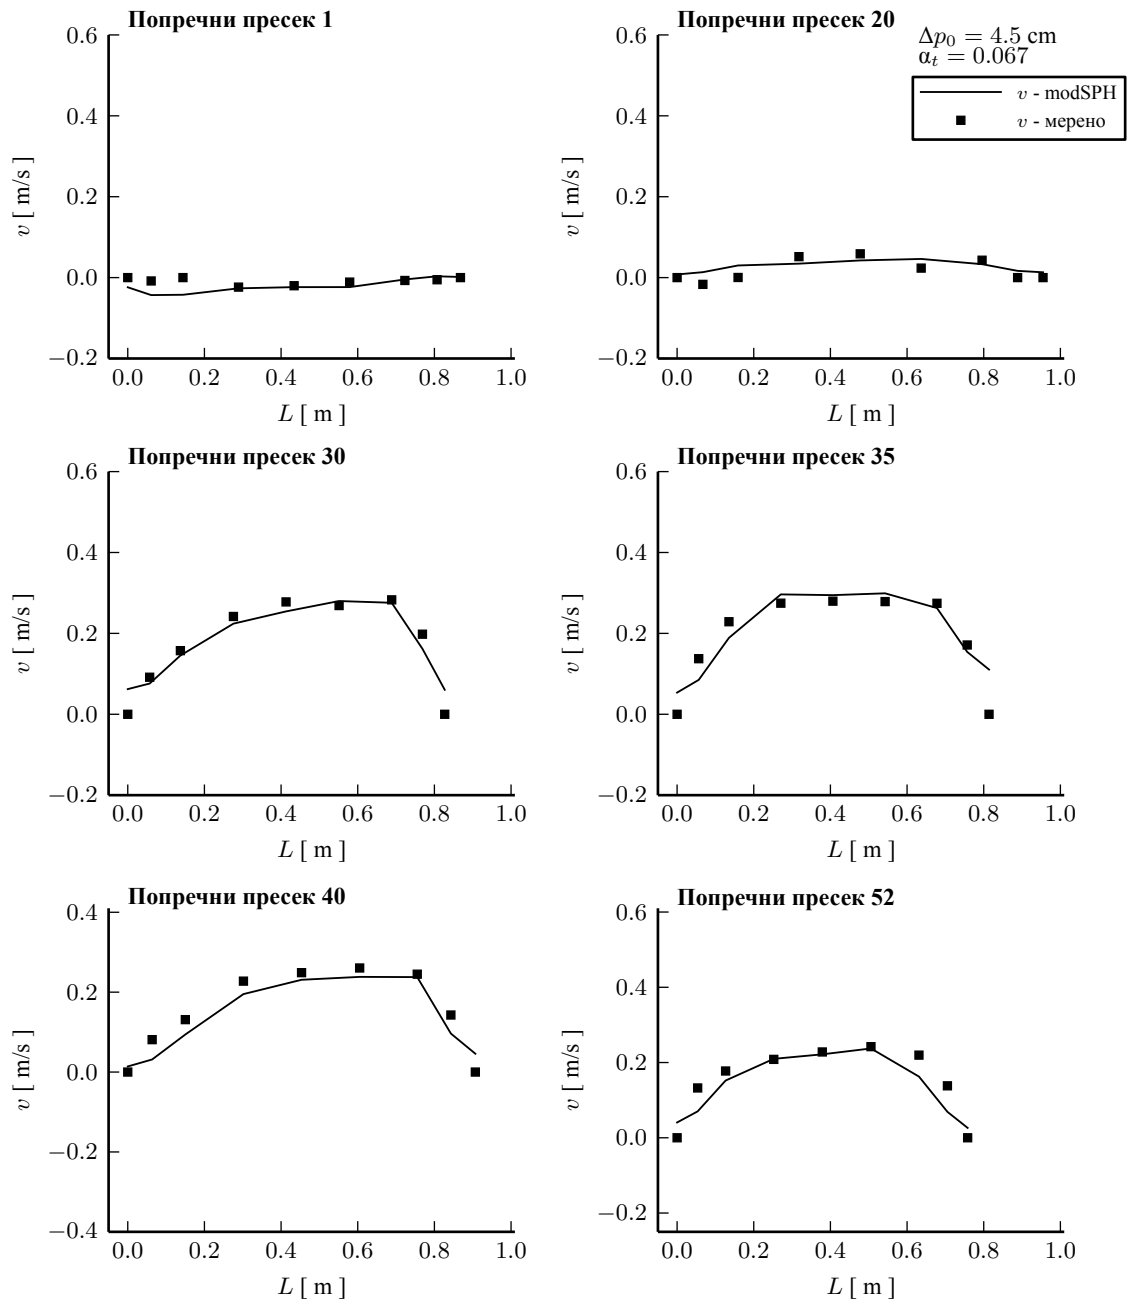 Попречни пресек 1
0.6
0.4
0.2
0.0
−0.2
v [ m/s ]
0.0 0.2 0.4 0.6 0.8 1.0
L [ m ]
Попречни пресек 20
Δp₀ = 4.5 cm
αₜ = 0.067
v - modSPH
v - мерено
0.6
0.4
0.2
0.0
−0.2
v [ m/s ]
0.0 0.2 0.4 0.6 0.8 1.0
L [ m ]
Попречни пресек 30
0.6
0.4
0.2
0.0
−0.2
v [ m/s ]
0.0 0.2 0.4 0.6 0.8 1.0
L [ m ]
Попречни пресек 35
0.6
0.4
0.2
0.0
−0.2
v [ m/s ]
0.0 0.2 0.4 0.6 0.8 1.0
L [ m ]
Попречни пресек 40
0.4
0.2
0.0
−0.2
−0.4
v [ m/s ]
0.0 0.2 0.4 0.6 0.8 1.0
L [ m ]
Попречни пресек 52
0.6
0.4
0.2
0.0
−0.2
v [ m/s ]
0.0 0.2 0.4 0.6 0.8 1.0
L [ m ]